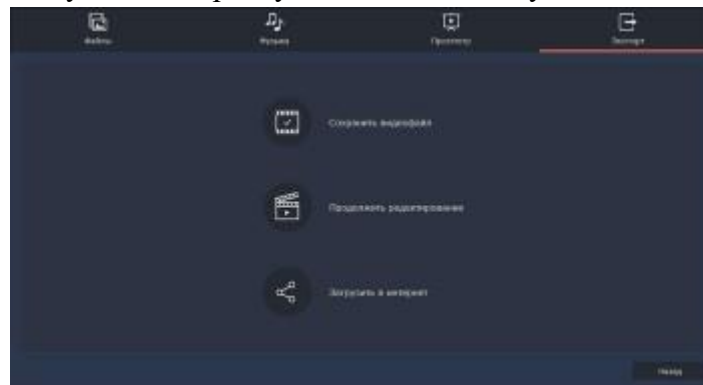 Файлы
Музыка
Просмотр
Экспорт
Сохранить видеофайл
Продолжить редактирование
Загрузить в интернет
Назад